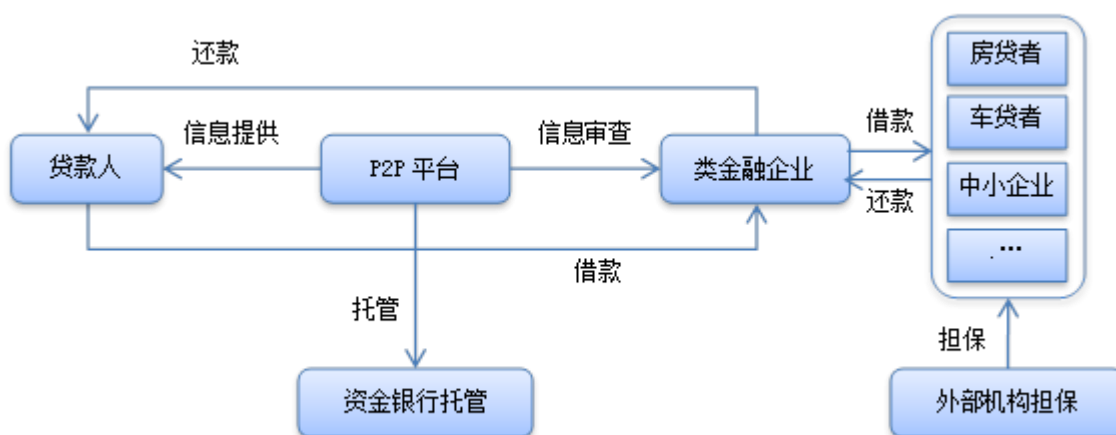 还款
房贷者
信息提供
信息审查
借款
车贷者
贷款人
P2P 平台
类金融企业
中小企业
还款
借款
.…
托管
担保
资金银行托管
外部机构担保